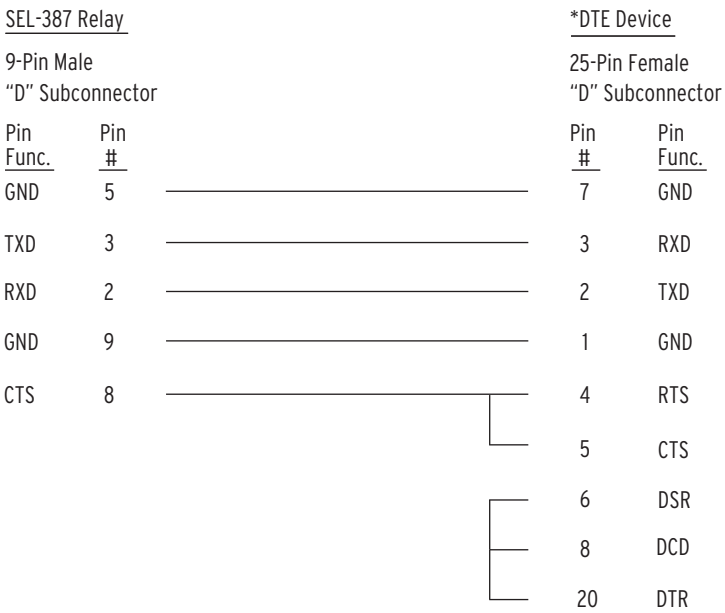 SEL-387 Relay *DTE Device
9-Pin Male 25-Pin Female
“D” Subconnector “D” Subconnector
Pin Pin Pin Pin
Func. # # Func.
GND 5 7 GND
TXD 3 3 RXD
RXD 2 2 TXD
GND 9 1 GND
CTS 8 4 RTS
5 CTS
6 DSR
8 DCD
20 DTR